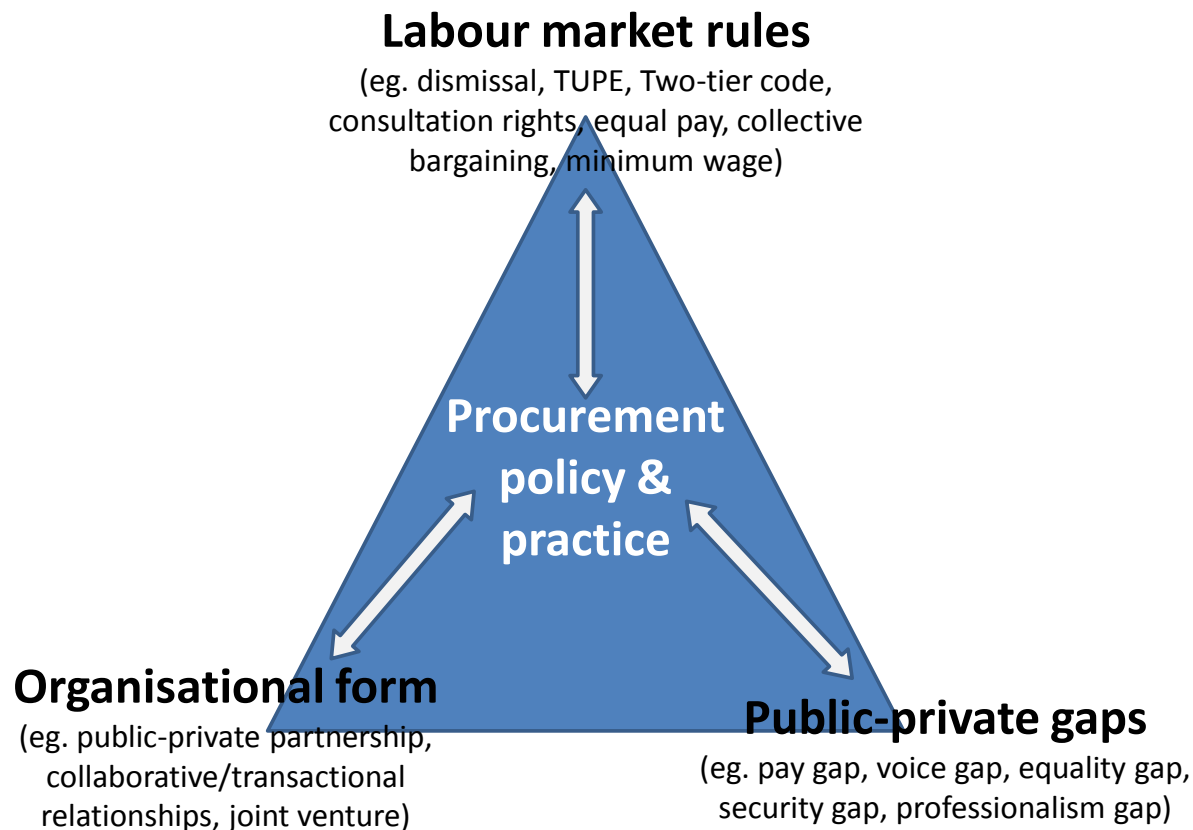 Labour market rules
(eg. dismissal, TUPE, Two-tier code,
consultation rights, equal pay, collective
bargaining, minimum wage)
Procurement
policy &
practice
Organisational form
(eg. public-private partnership,
collaborative/transactional
relationships, joint venture)
Public-private gaps
(eg. pay gap, voice gap, equality gap,
security gap, professionalism gap)